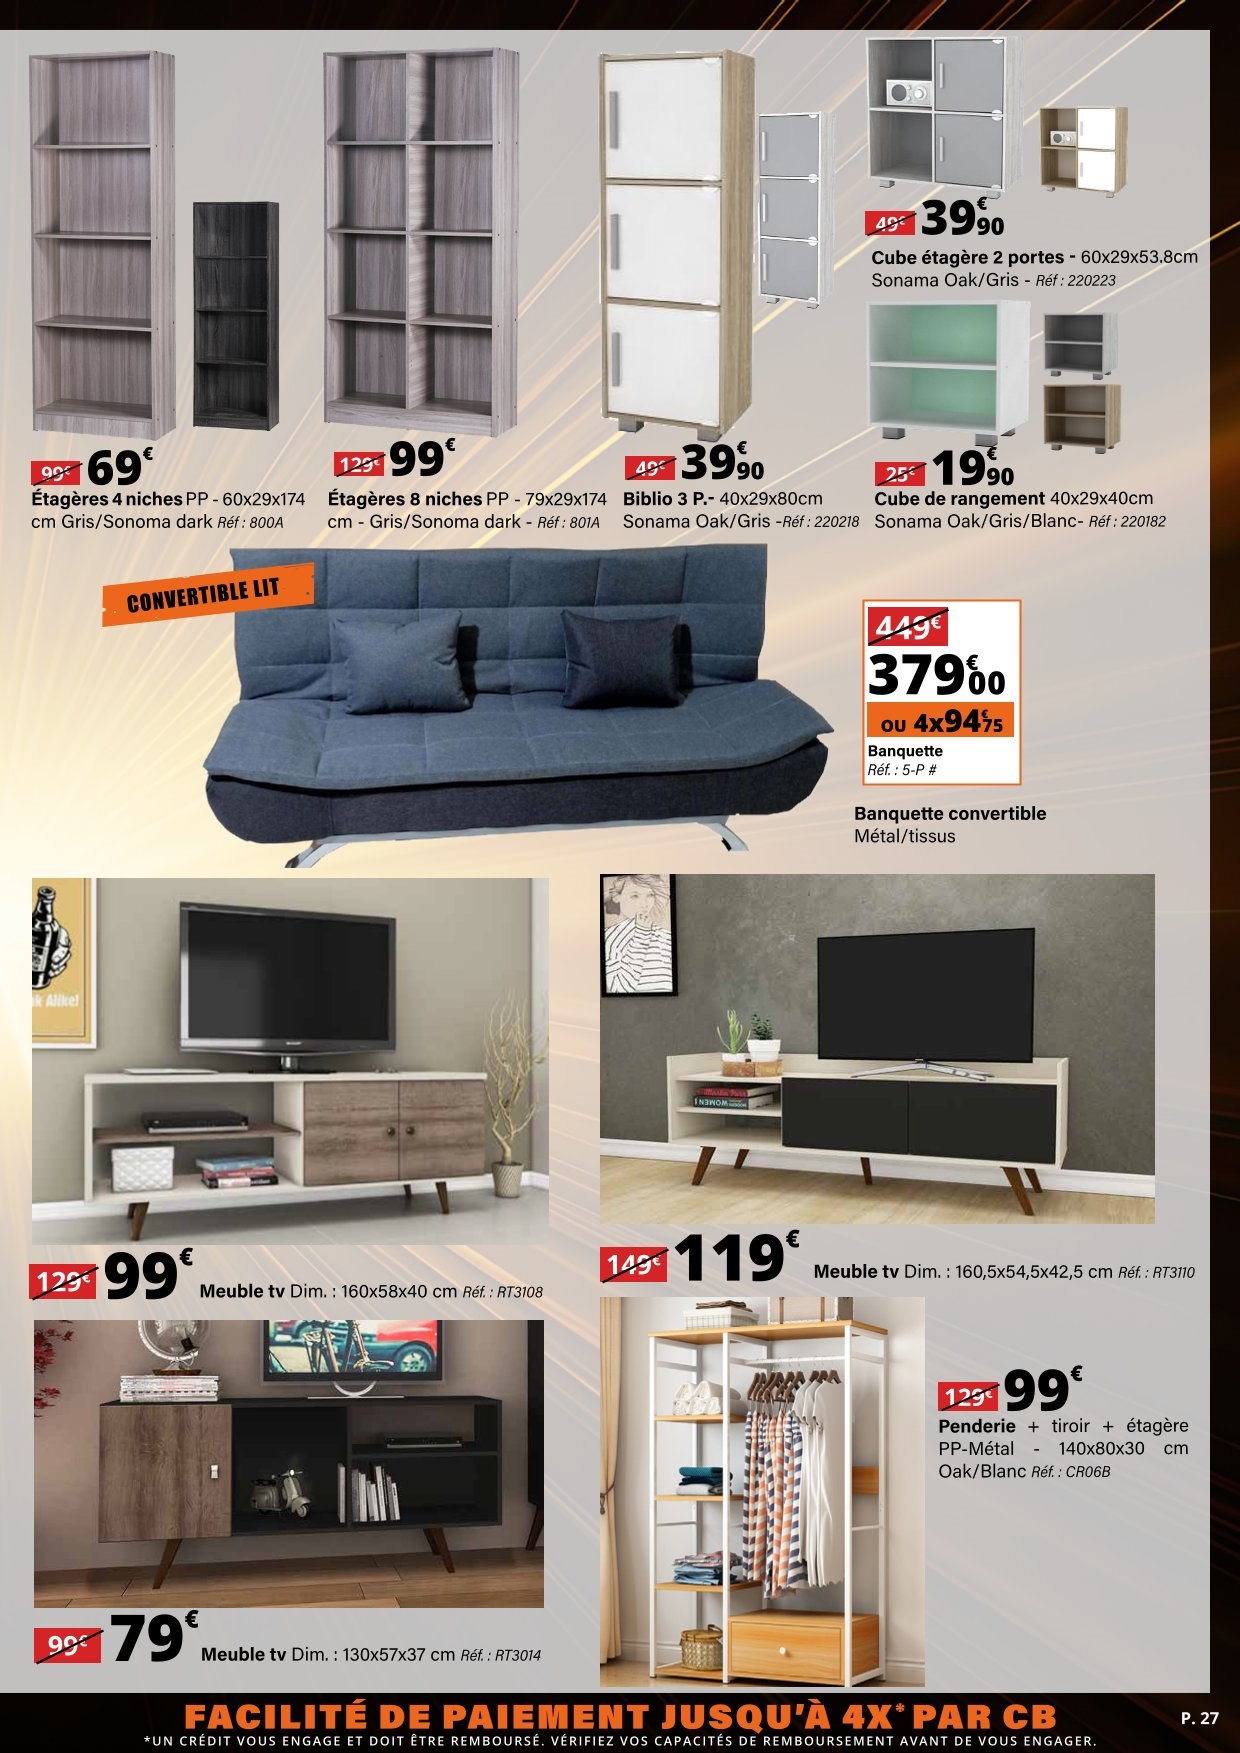 49€ 39€90
Cube étagère 2 portes - 60x29x53.8cm
Sonama Oak/Gris - Réf : 220223
99€ 69€
Étagères 4 niches PP - 60x29x174
cm Gris/Sonoma dark Réf : 800A
129€ 99€
Étagères 8 niches PP - 79x29x174
cm - Gris/Sonoma dark - Réf : 801A
49€ 39€90
Biblio 3 P.- 40x29x80cm
Sonama Oak/Gris -Réf : 220218
25€ 19€90
Cube de rangement 40x29x40cm
Sonama Oak/Gris/Blanc- Réf : 220182
CONVERTIBLE LIT
449€
379€00
OU 4x94€75
Banquette
Réf. : 5-P #
Banquette convertible
Métal/tissus
k Alike!
WOMEN
129€ 99€
Meuble tv Dim. : 160x58x40 cm Réf. : RT3108
149€ 119€
Meuble tv Dim. : 160,5x54,5x42,5 cm Réf. : RT3110
129€ 99€
Penderie + tiroir + étagère
PP-Métal - 140x80x30 cm
Oak/Blanc Réf. : CR06B
99€ 79€
Meuble tv Dim. : 130x57x37 cm Réf. : RT3014
FACILITÉ DE PAIEMENT JUSQU'À 4X* PAR CB
*UN CRÉDIT VOUS ENGAGE ET DOIT ÊTRE REMBOURSÉ. VÉRIFIEZ VOS CAPACITÉS DE REMBOURSEMENT AVANT DE VOUS ENGAGER.
P. 27